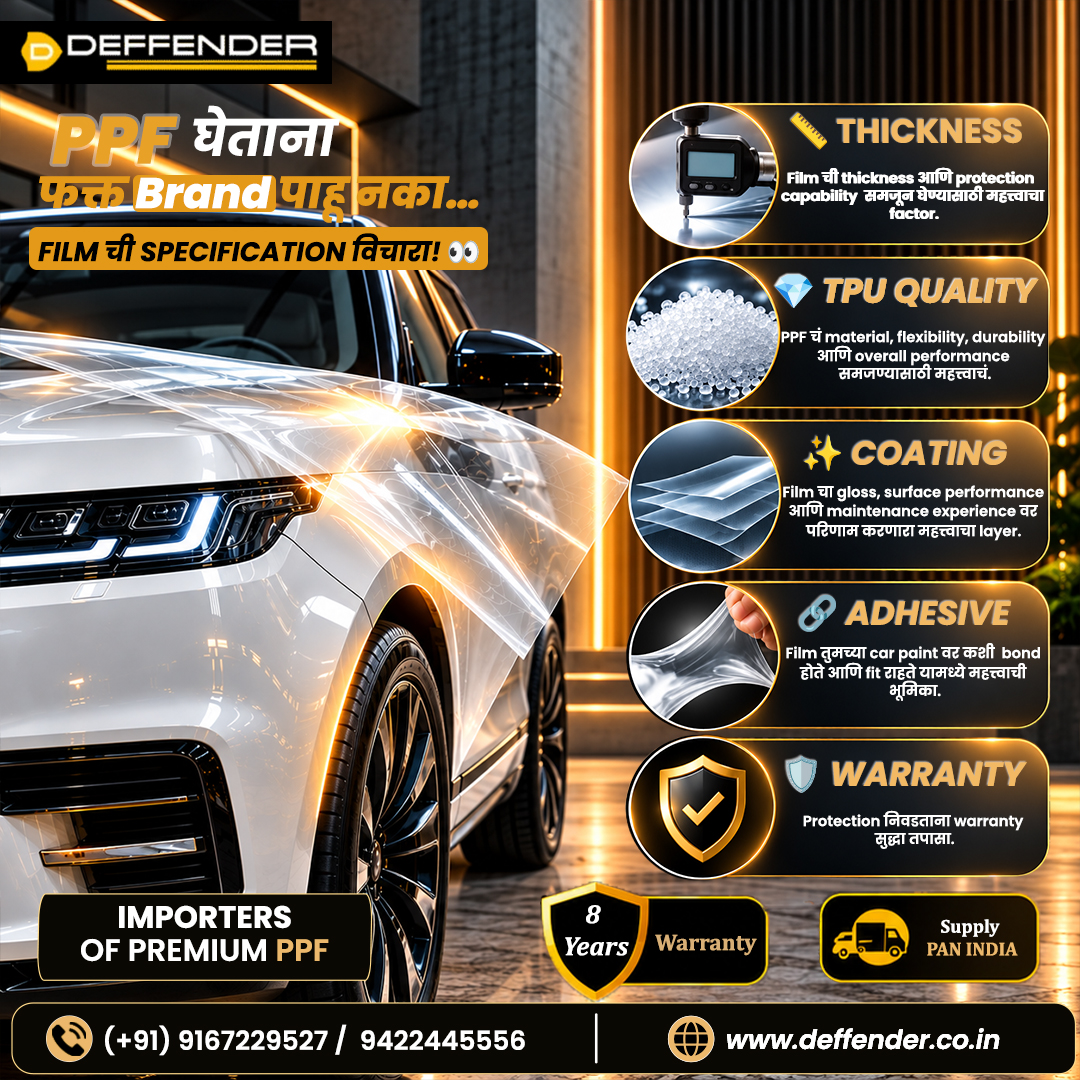 DEFFENDER
PPF घेताना
फक्त Brand पाहू नका...
FILM ची SPECIFICATION विचारा! 👀
📏 THICKNESS
Film ची thickness आणि protection
capability समजून घेण्यासाठी महत्त्वाचा
factor.
💎 TPU QUALITY
PPF चं material, flexibility, durability
आणि overall performance
समजण्यासाठी महत्त्वाचं.
✨ COATING
Film चा gloss, surface performance
आणि maintenance experience वर
परिणाम करणारा महत्त्वाचा layer.
🔗 ADHESIVE
Film तुमच्या car paint वर कशी bond
होते आणि fit राहते यामध्ये महत्त्वाची
भूमिका.
🛡️ WARRANTY
Protection निवडताना warranty
सुद्धा तपासा.
IMPORTERS
OF PREMIUM PPF
8
Years
Warranty
Supply
PAN INDIA
(+91) 9167229527 / 9422445556
www.deffender.co.in